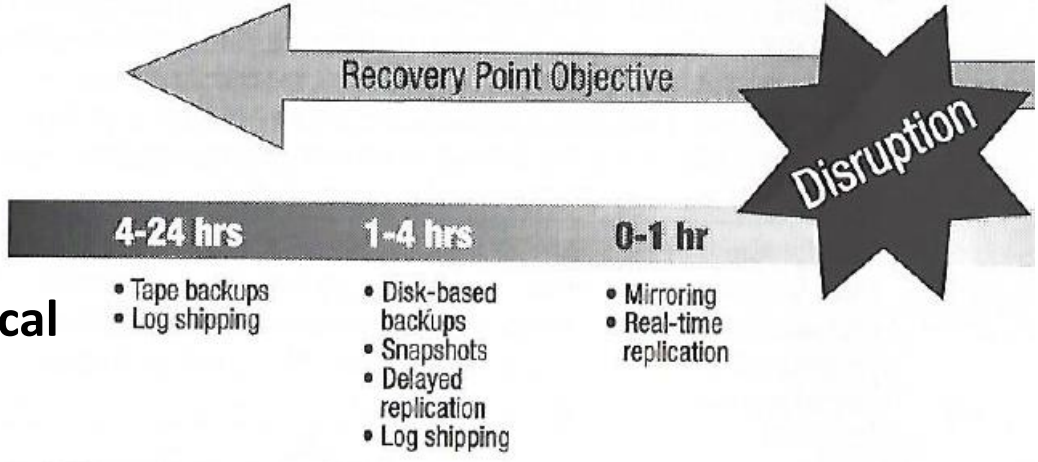 Recovery Point Objective
Disruption
4-24 hrs
1-4 hrs
0-1 hr
• Tape backups
• Log shipping
• Disk-based
backups
• Snapshots
• Delayed
replication
• Log shipping
• Mirroring
• Real-time
replication
cal